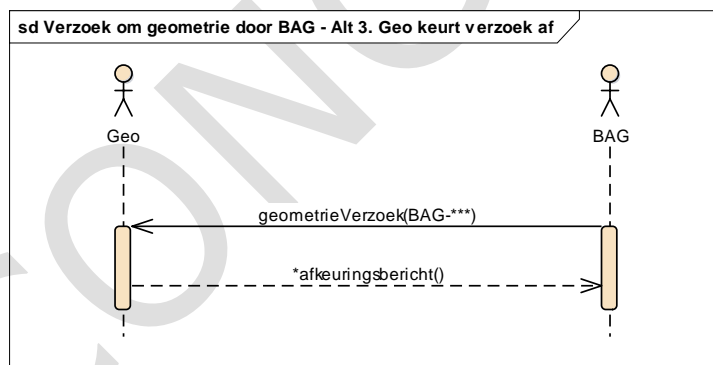 sd Verzoek om geometrie door BAG - Alt 3. Geo keurt verzoek af
Geo
BAG
geometrieVerzoek(BAG-***)
*afkeuringsbericht()